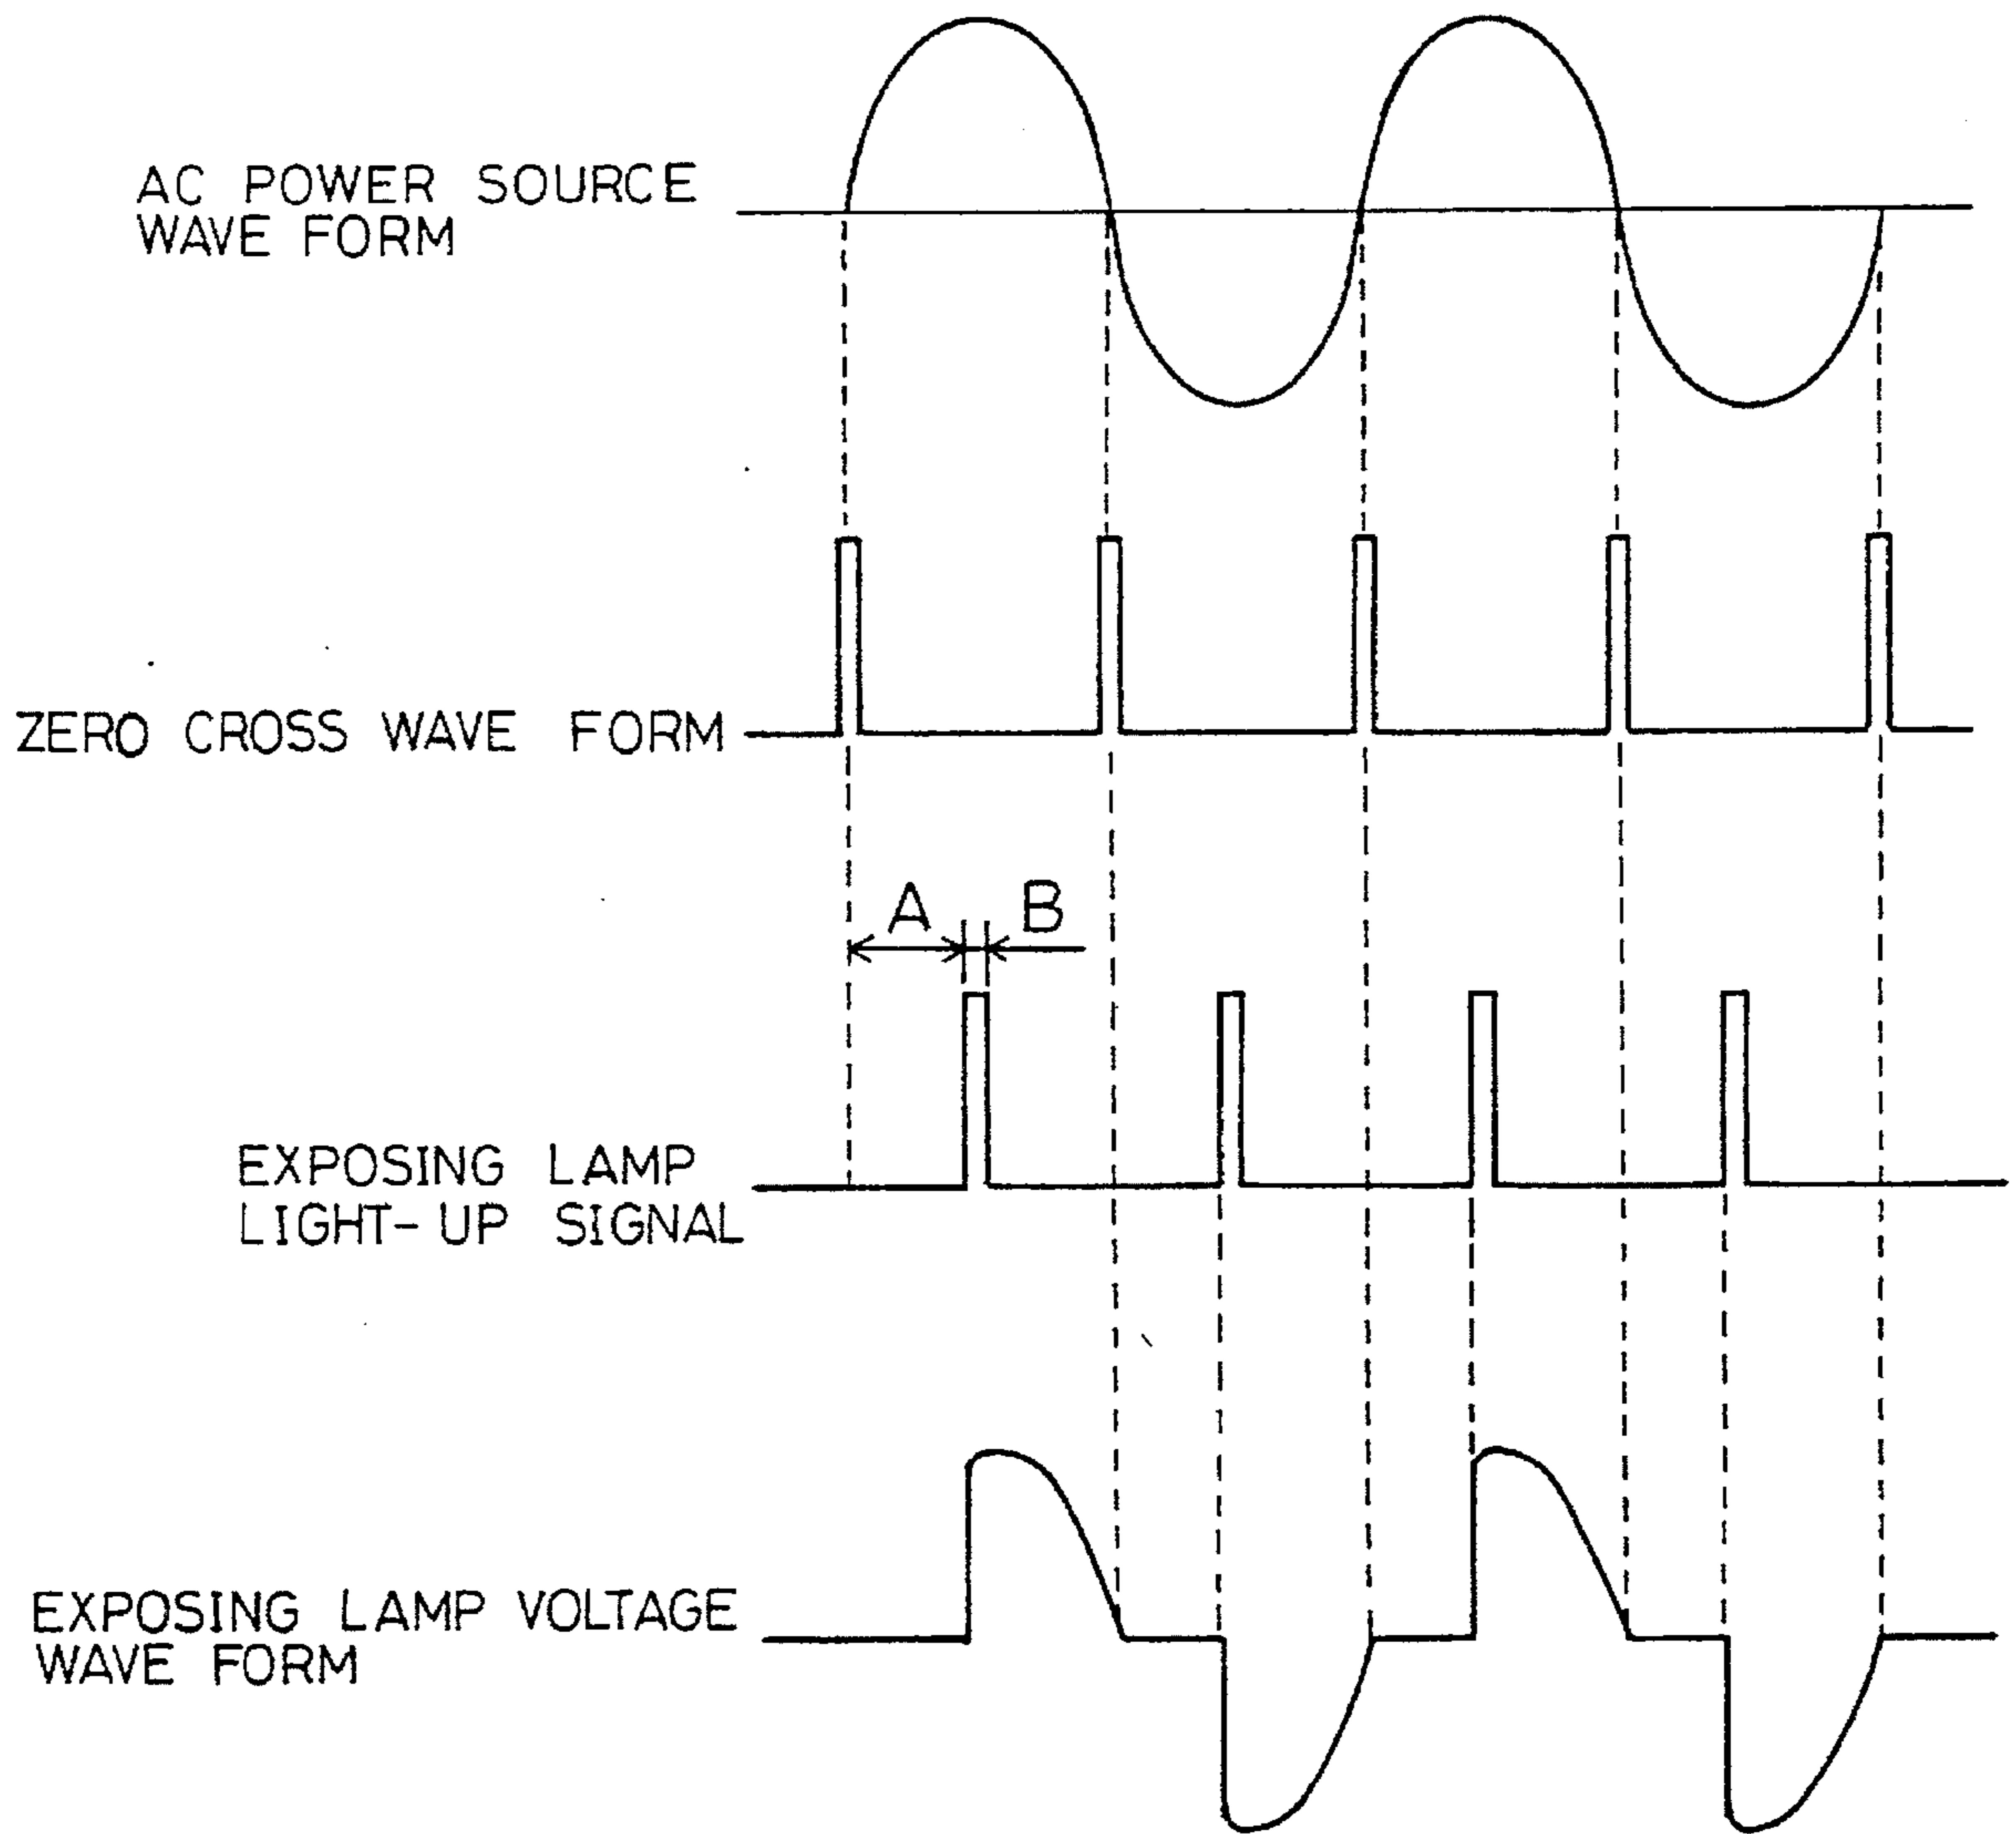 AC POWER SOURCE
WAVE FORM
ZERO CROSS WAVE FORM
A B
EXPOSING LAMP
LIGHT-UP SIGNAL
EXPOSING LAMP VOLTAGE
WAVE FORM